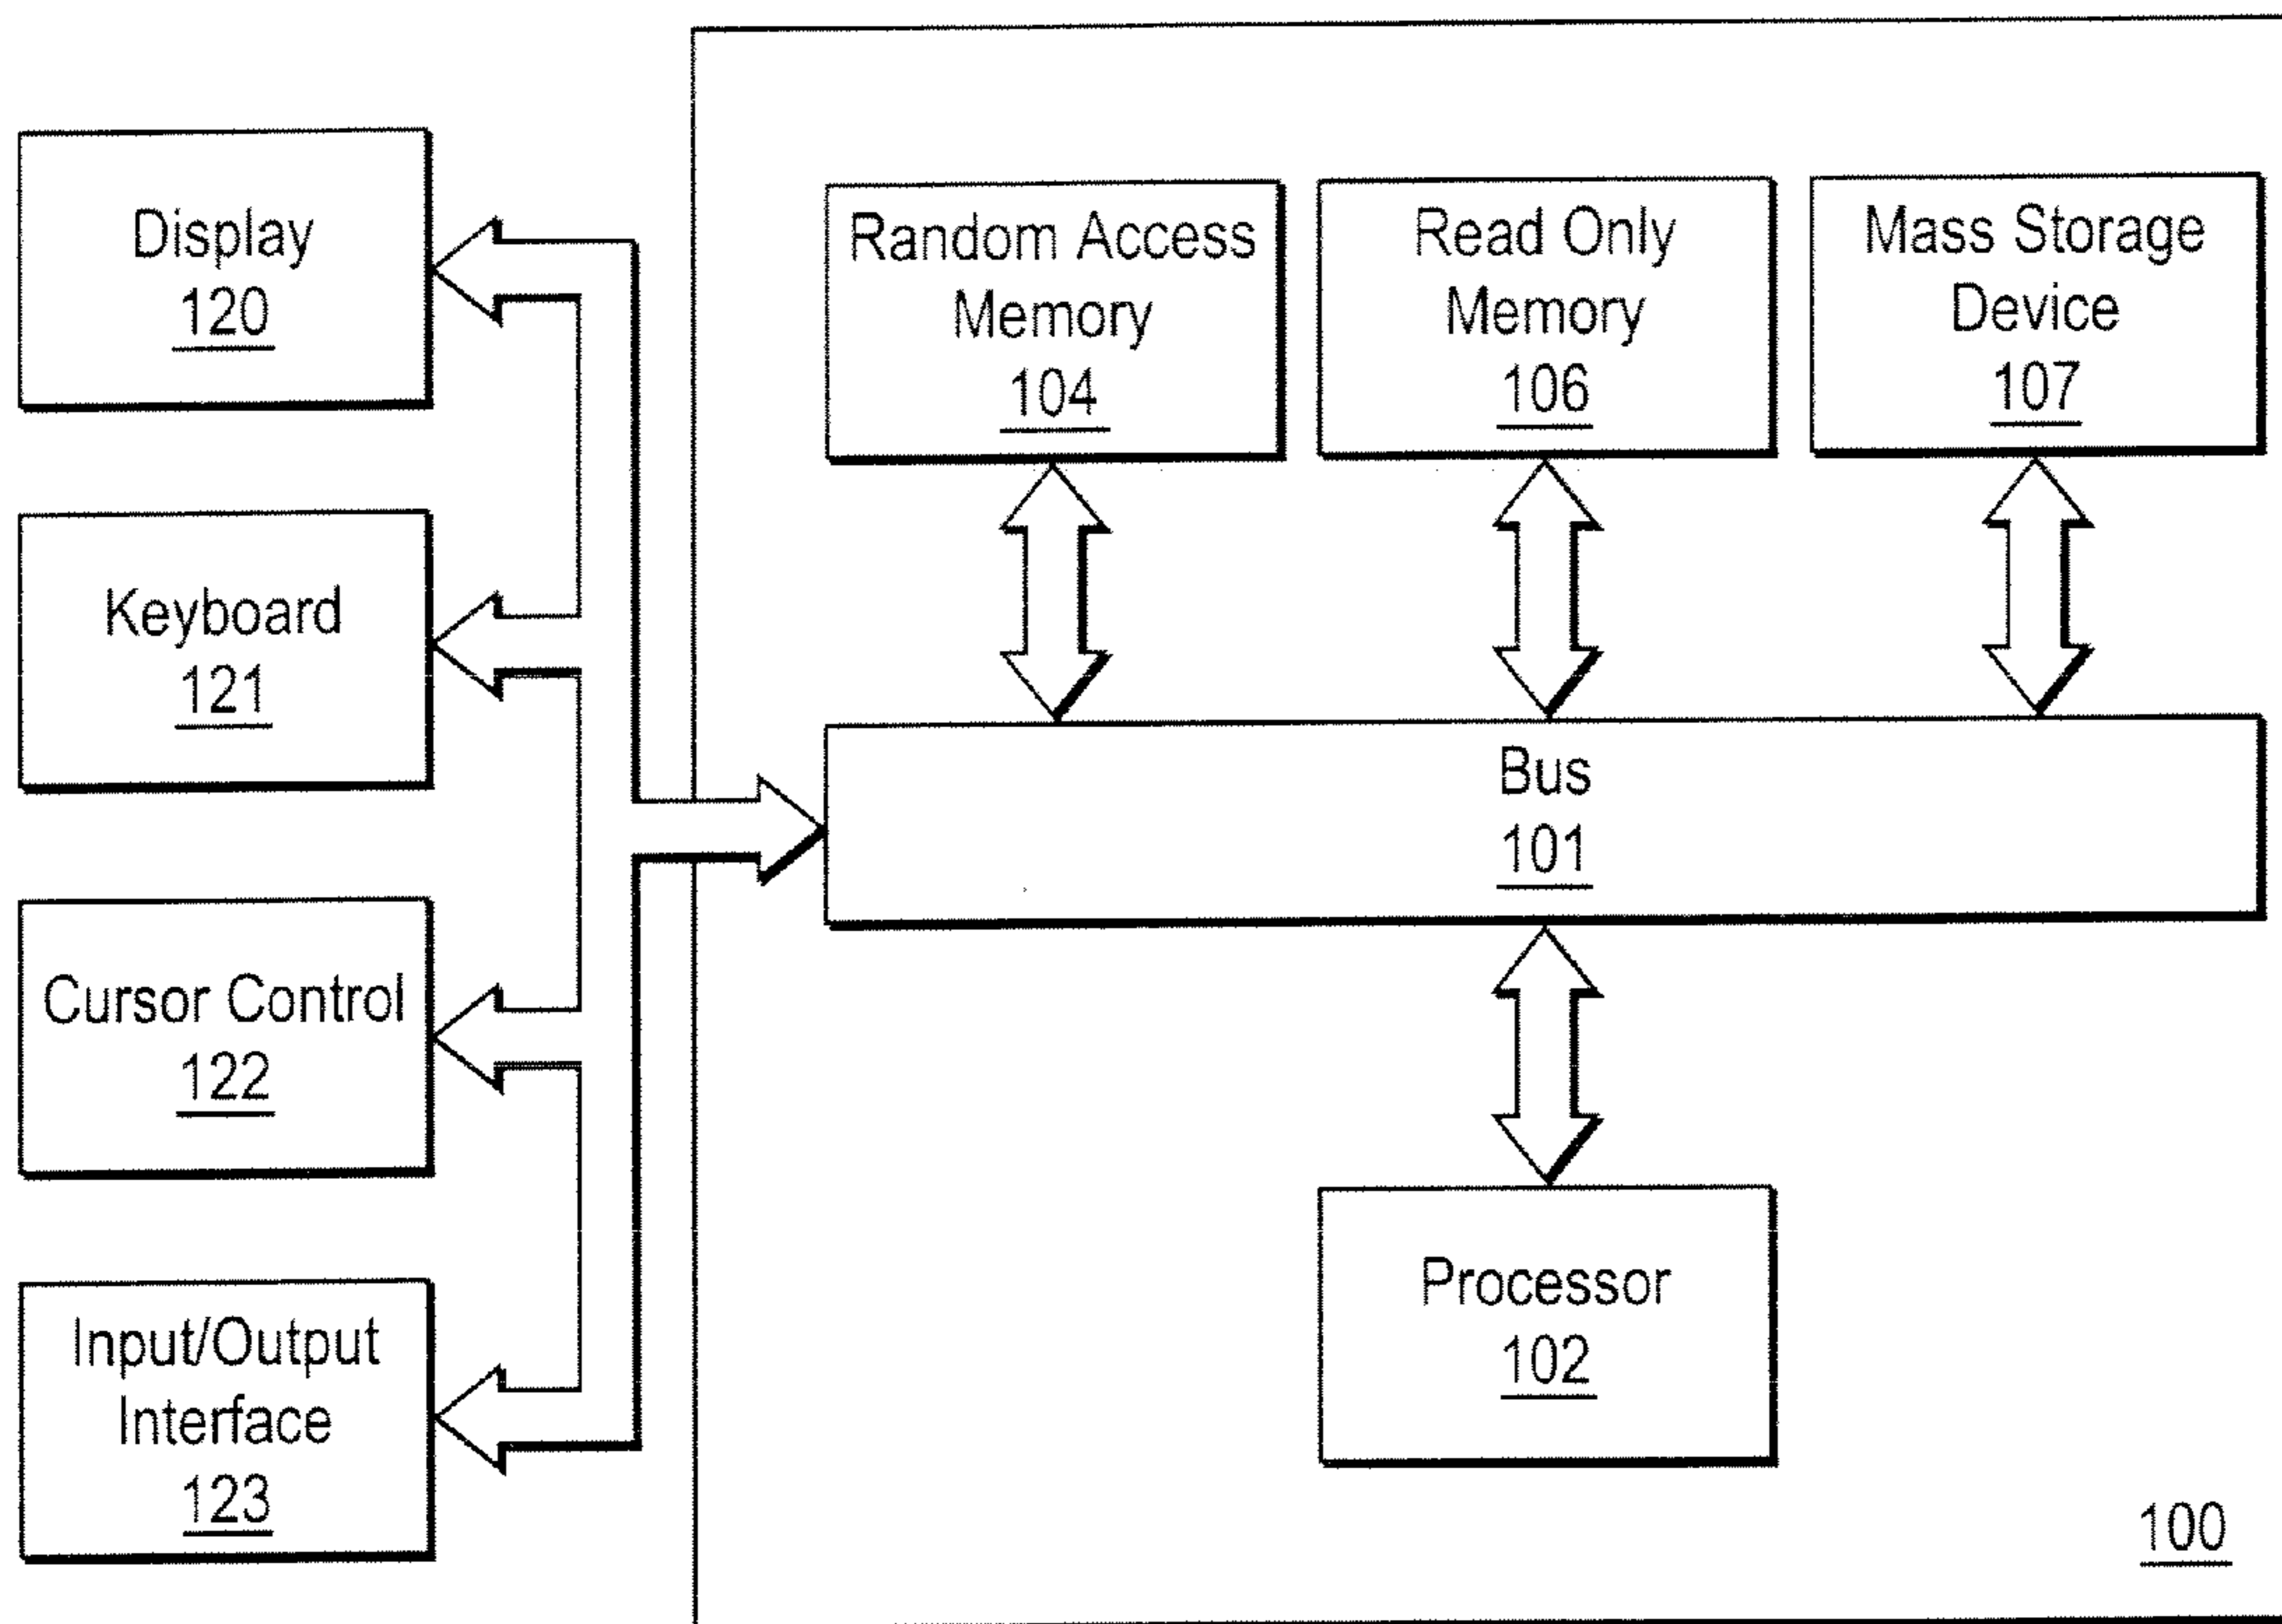 Display
120
Keyboard
121
Cursor Control
122
Input/Output
Interface
123
Random Access
Memory
104
Read Only
Memory
106
Mass Storage
Device
107
Bus
101
Processor
102
100